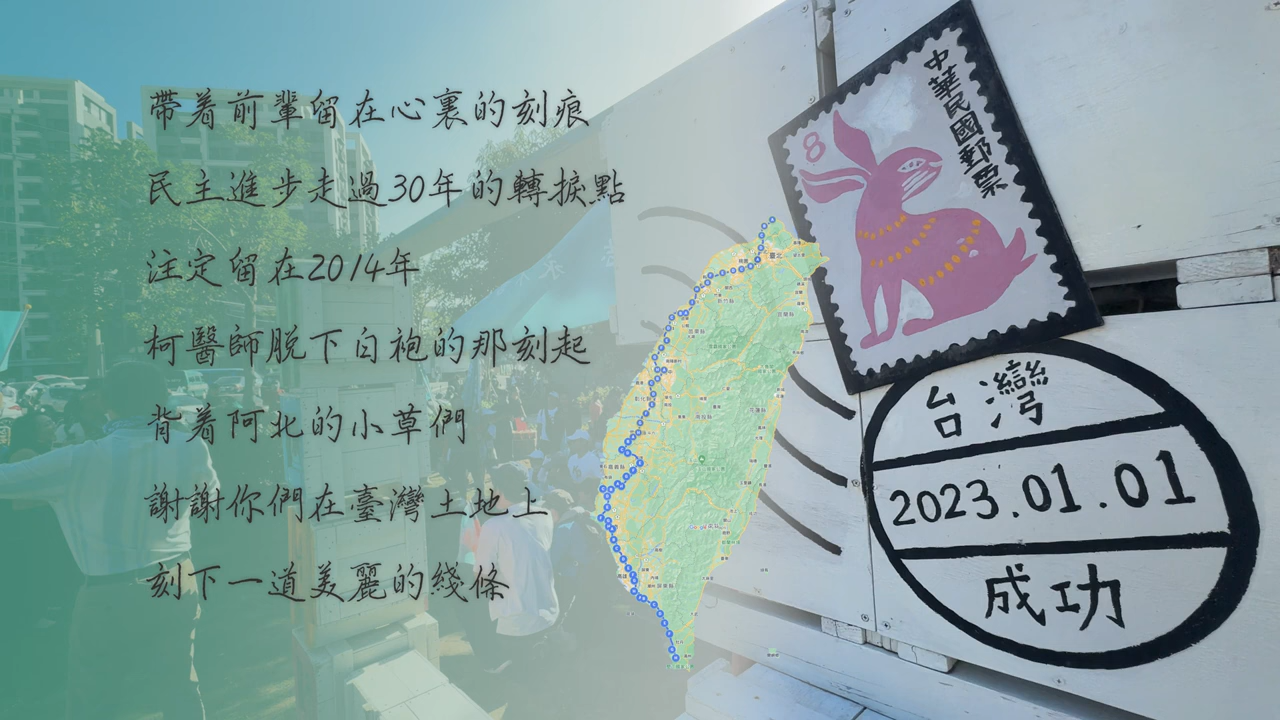 帶着前輩留在心裏的刻痕
民主進步走過30年的轉捩點
注定留在2014年
柯醫師脫下白袍的那刻起
背着阿北的小草們
謝謝你們在臺灣土地上
刻下一道美麗的綫條
中華民國郵票
8
台灣
2023.01.01
成功
臺北